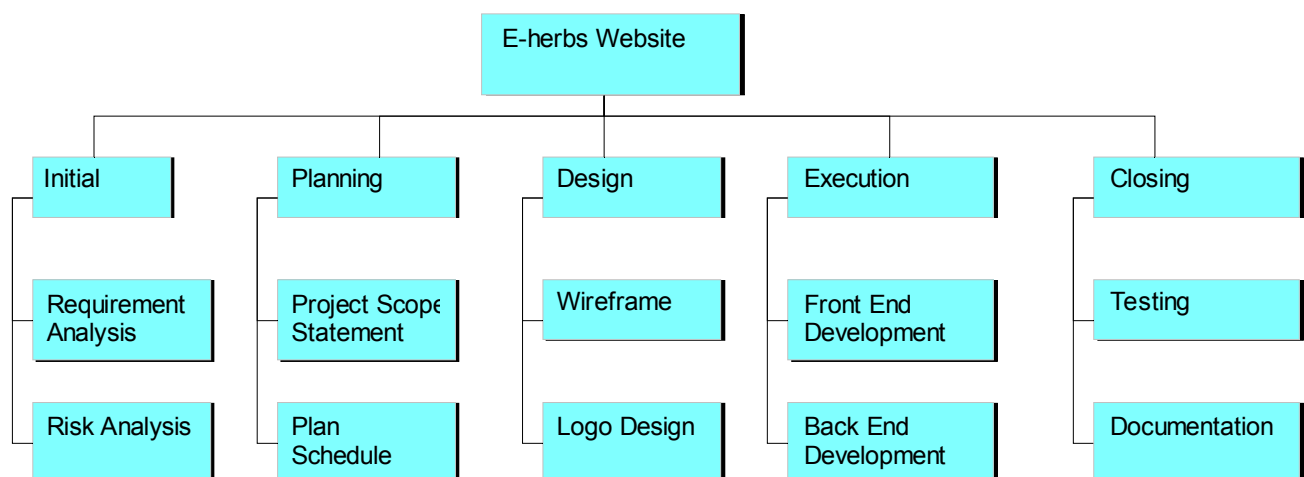 E-herbs Website
Initial
Planning
Design
Execution
Closing
Requirement
Analysis
Project Scope
Statement
Wireframe
Front End
Development
Testing
Risk Analysis
Plan
Schedule
Logo Design
Back End
Development
Documentation